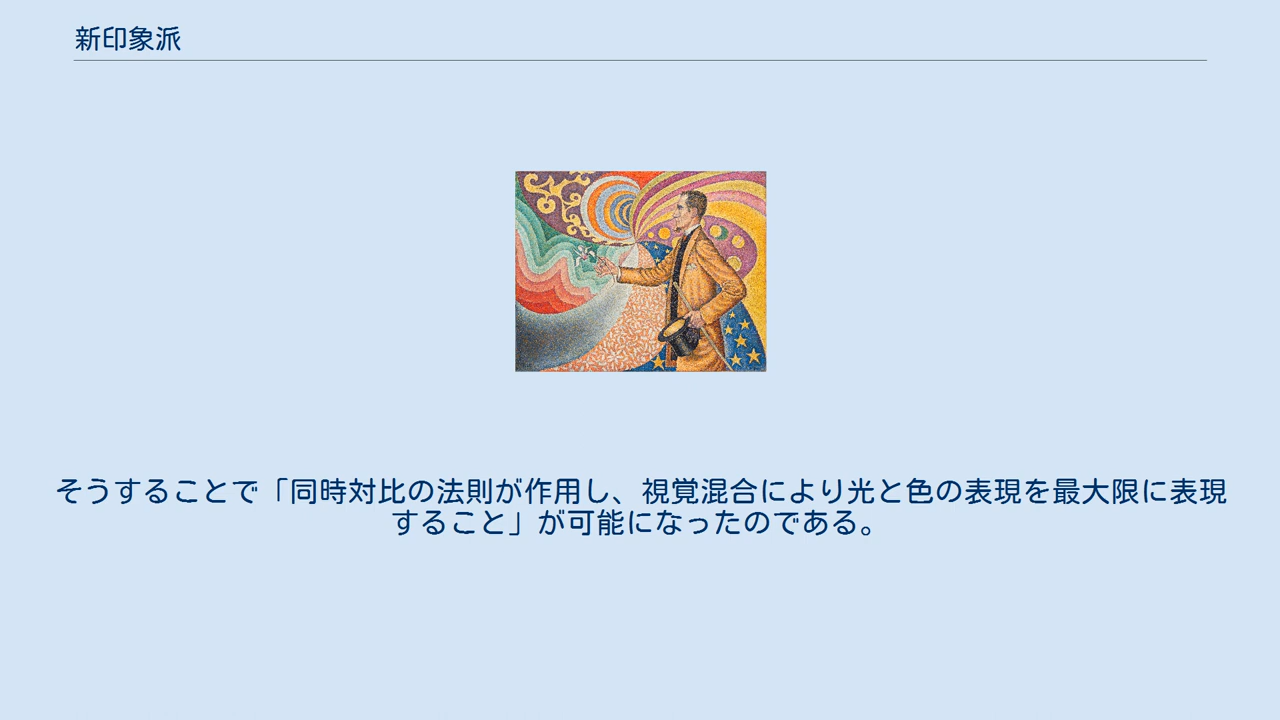 新印象派
そうすることで「同時対比の法則が作用し、視覚混合により光と色の表現を最大限に表現
すること」が可能になったのである。